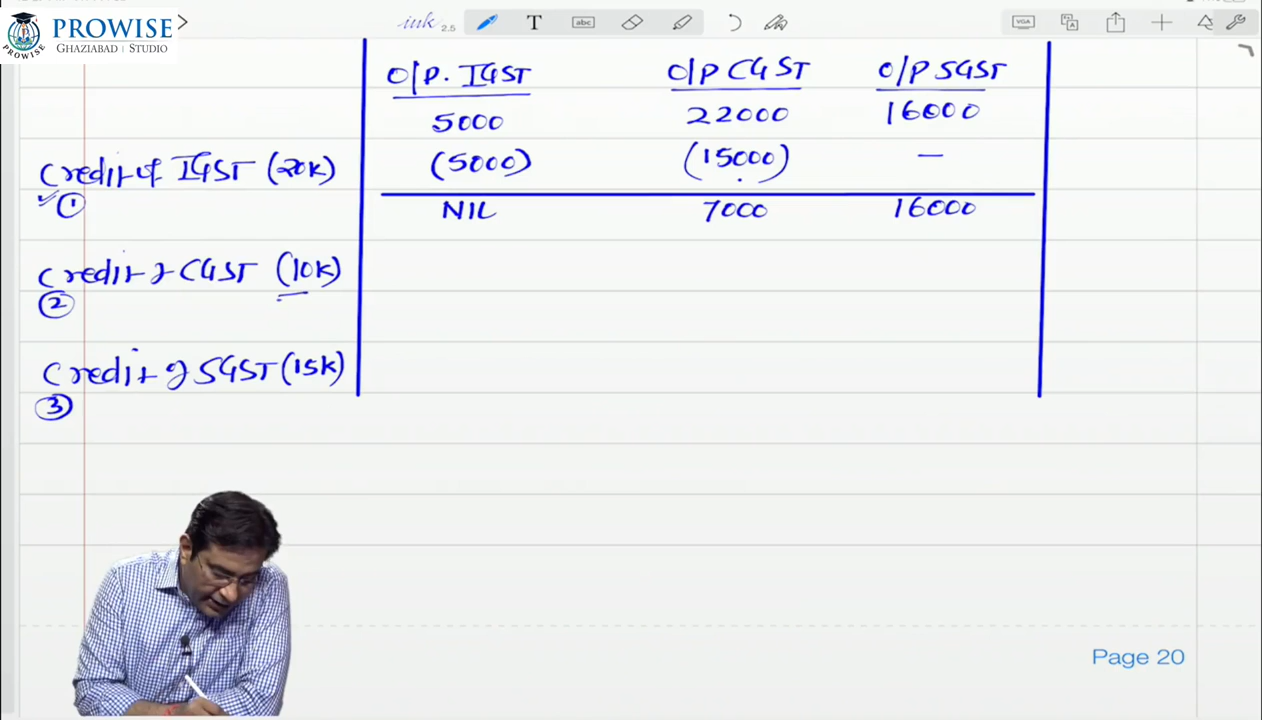 PROWISE
GHAZIABAD | STUDIO
PROWISE
ink 2.5 T abc VGA
O/P. IGST O/P CGST O/P SGST
5000 22000 16000
Credit of IGST (20K) (5000) (15000) —
① NIL 7000 16000
Credit of CGST (10K)
②
Credit of SGST (15K)
③
Page 20